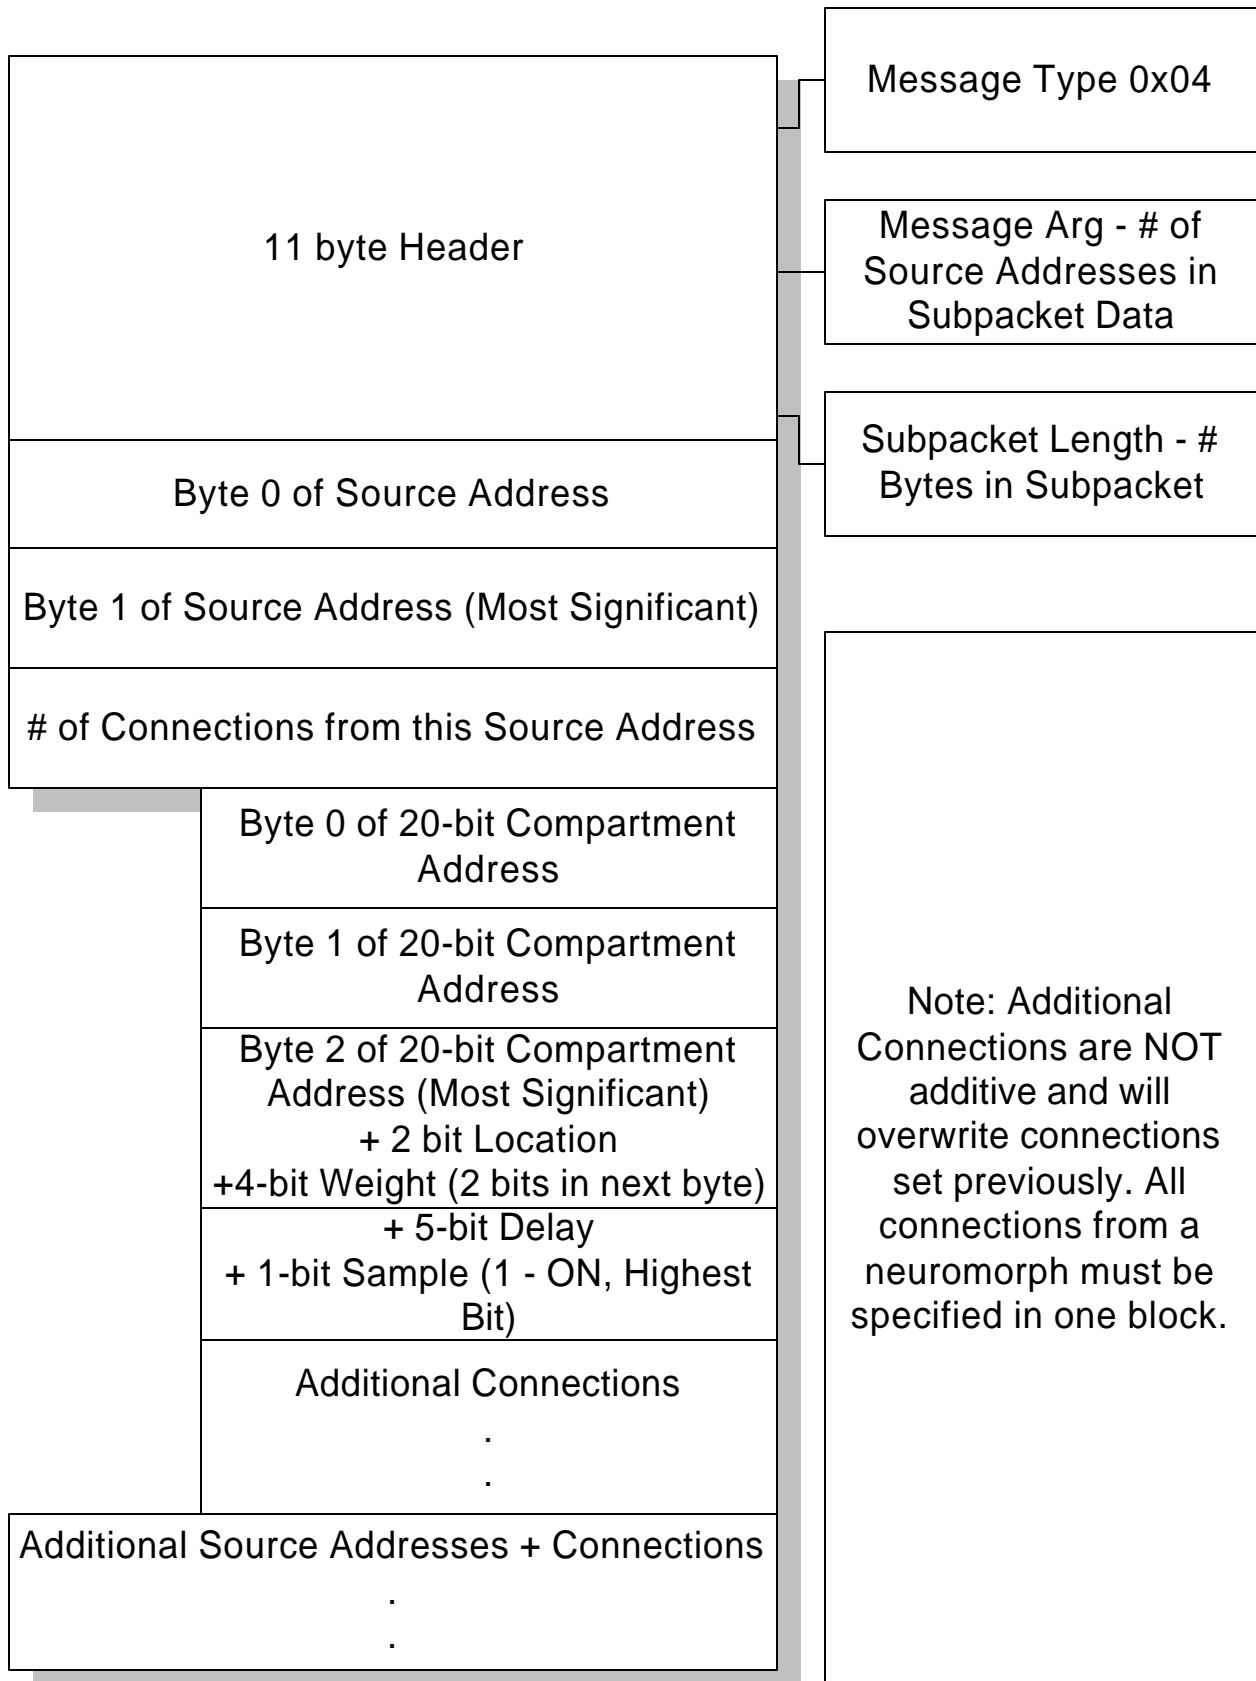 11 byte Header
Byte 0 of Source Address
Byte 1 of Source Address (Most Significant)
# of Connections from this Source Address
Byte 0 of 20-bit Compartment
Address
Byte 1 of 20-bit Compartment
Address
Byte 2 of 20-bit Compartment
Address (Most Significant)
+ 2 bit Location
+4-bit Weight (2 bits in next byte)
+ 5-bit Delay
+ 1-bit Sample (1 - ON, Highest
Bit)
Additional Connections
.
.
Additional Source Addresses + Connections
.
.
Message Type 0x04
Message Arg - # of
Source Addresses in
Subpacket Data
Subpacket Length - #
Bytes in Subpacket
Note: Additional
Connections are NOT
additive and will
overwrite connections
set previously. All
connections from a
neuromorph must be
specified in one block.